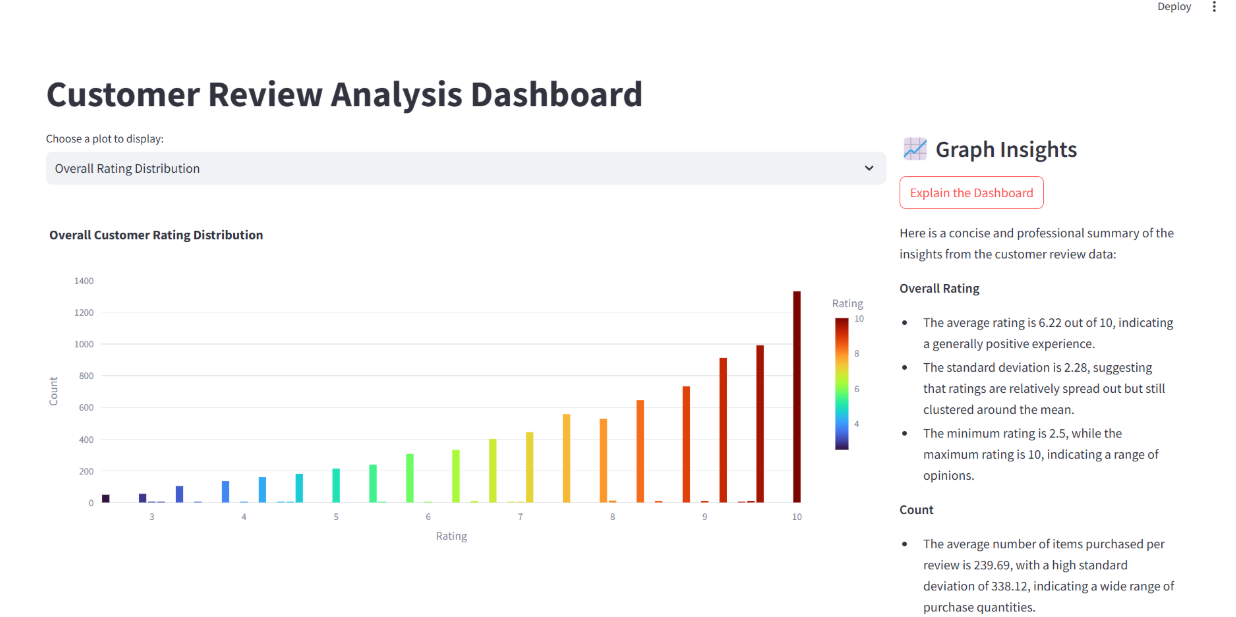 Deploy
Customer Review Analysis Dashboard
Choose a plot to display:
Overall Rating Distribution
Overall Customer Rating Distribution
1400
1200
1000
800
600
400
200
0
Count
3
4
5
6
7
8
9
10
Rating
Rating
10
8
6
4
Graph Insights
Explain the Dashboard
Here is a concise and professional summary of the
insights from the customer review data:
Overall Rating
• The average rating is 6.22 out of 10, indicating
a generally positive experience.
• The standard deviation is 2.28, suggesting
that ratings are relatively spread out but still
clustered around the mean.
• The minimum rating is 2.5, while the
maximum rating is 10, indicating a range of
opinions.
Count
• The average number of items purchased per
review is 239.69, with a high standard
deviation of 338.12, indicating a wide range of
purchase quantities.